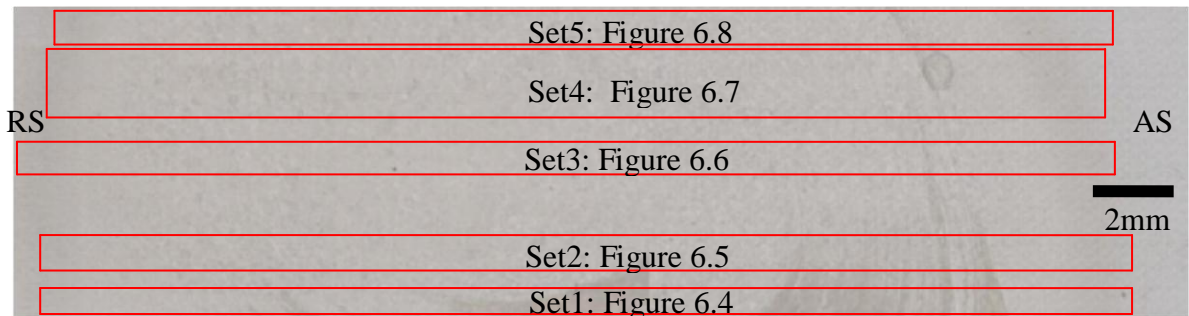 Set5: Figure 6.8
Set4: Figure 6.7
RS
AS
Set3: Figure 6.6
2mm
Set2: Figure 6.5
Set1: Figure 6.4